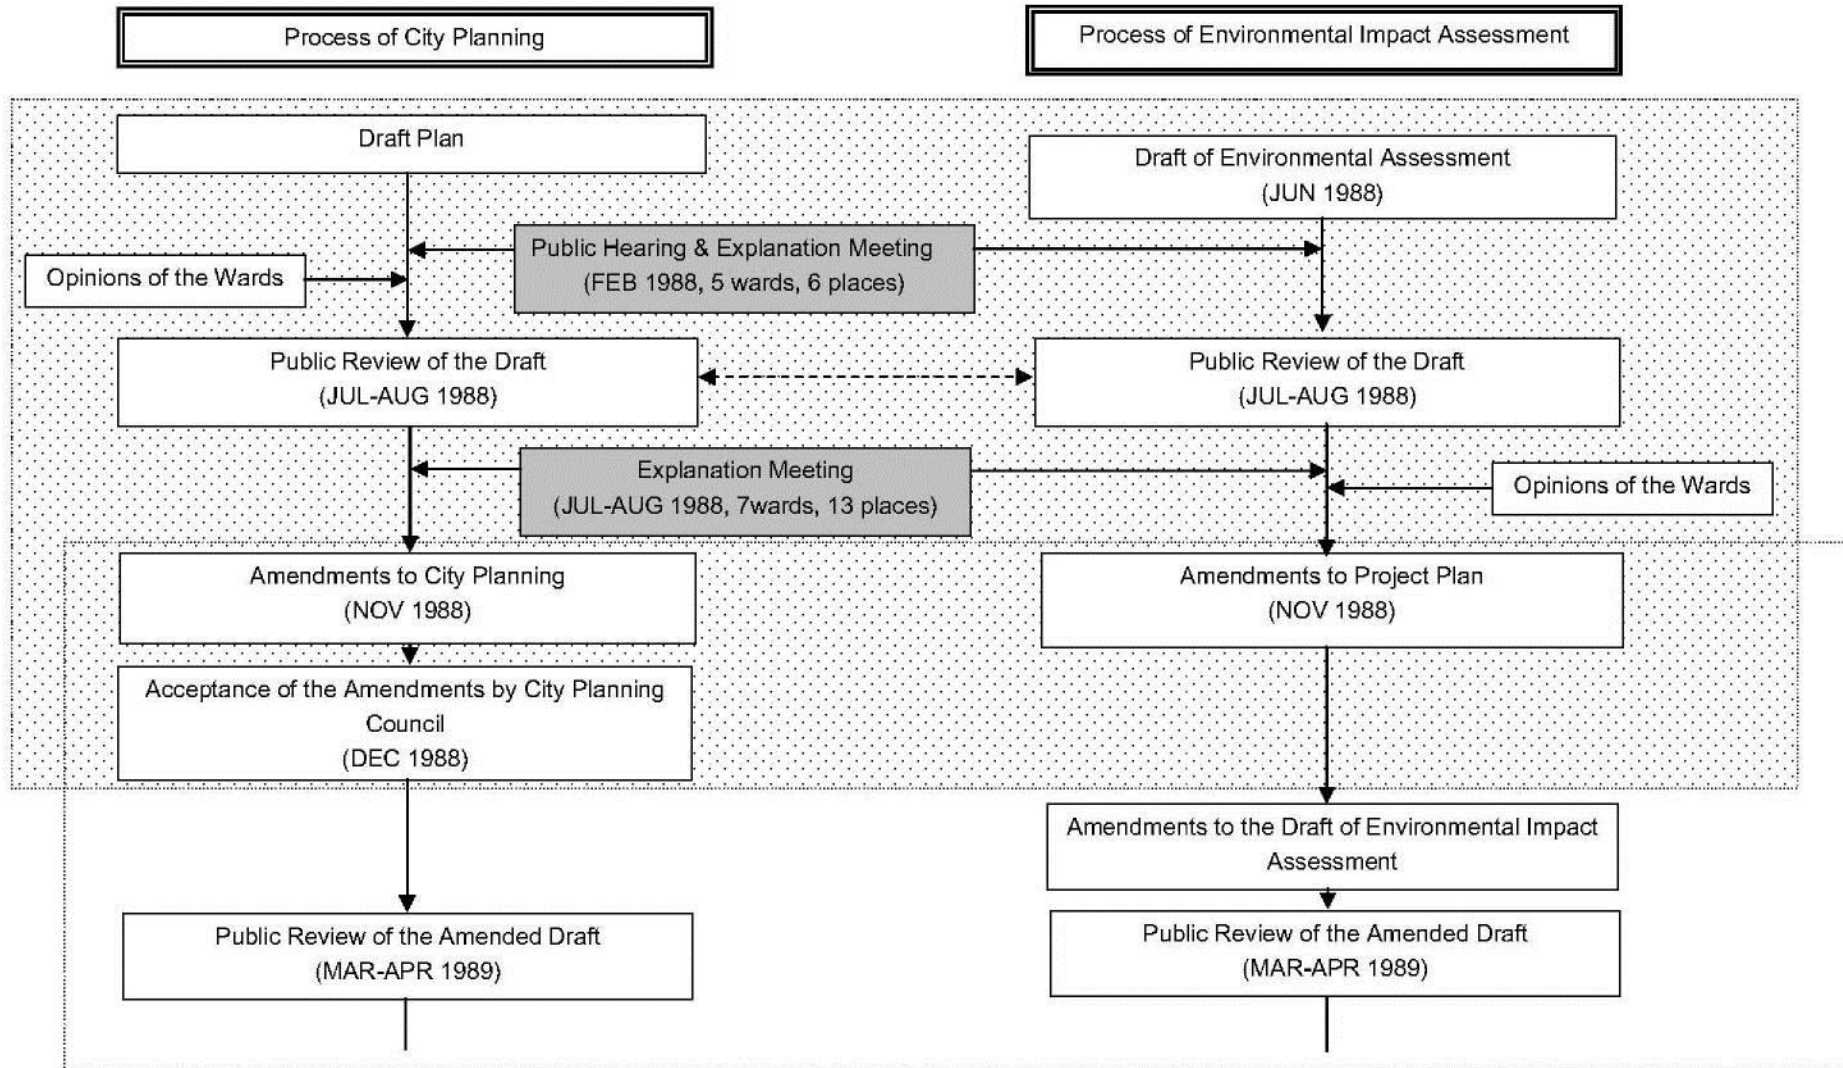 Process of City Planning
Process of Environmental Impact Assessment
Draft Plan
Draft of Environmental Assessment
(JUN 1988)
Public Hearing & Explanation Meeting
(FEB 1988, 5 wards, 6 places)
Opinions of the Wards
Public Review of the Draft
(JUL-AUG 1988)
Public Review of the Draft
(JUL-AUG 1988)
Explanation Meeting
(JUL-AUG 1988, 7wards, 13 places)
Opinions of the Wards
Amendments to City Planning
(NOV 1988)
Amendments to Project Plan
(NOV 1988)
Acceptance of the Amendments by City Planning
Council
(DEC 1988)
Amendments to the Draft of Environmental Impact
Assessment
Public Review of the Amended Draft
(MAR-APR 1989)
Public Review of the Amended Draft
(MAR-APR 1989)